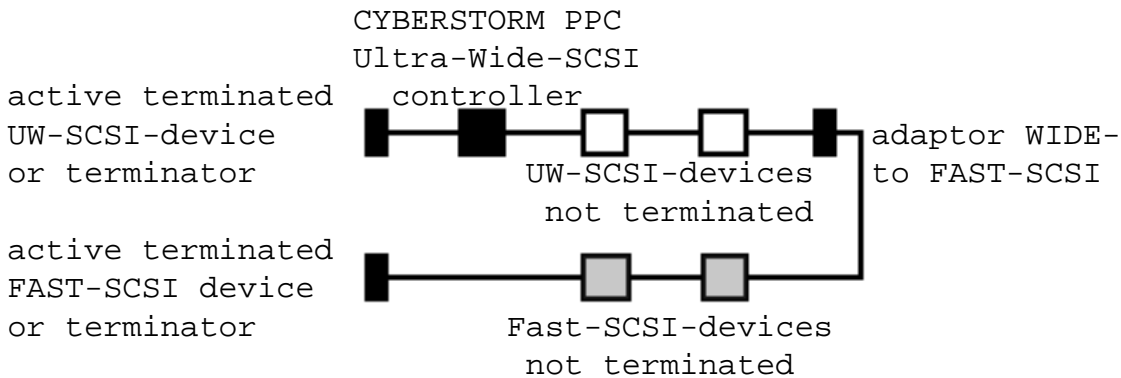 CYBERSTORM PPC
Ultra-Wide-SCSI
controller
active terminated
UW-SCSI-device
or terminator
adaptor WIDE-
to FAST-SCSI
UW-SCSI-devices
not terminated
active terminated
FAST-SCSI device
or terminator
Fast-SCSI-devices
not terminated